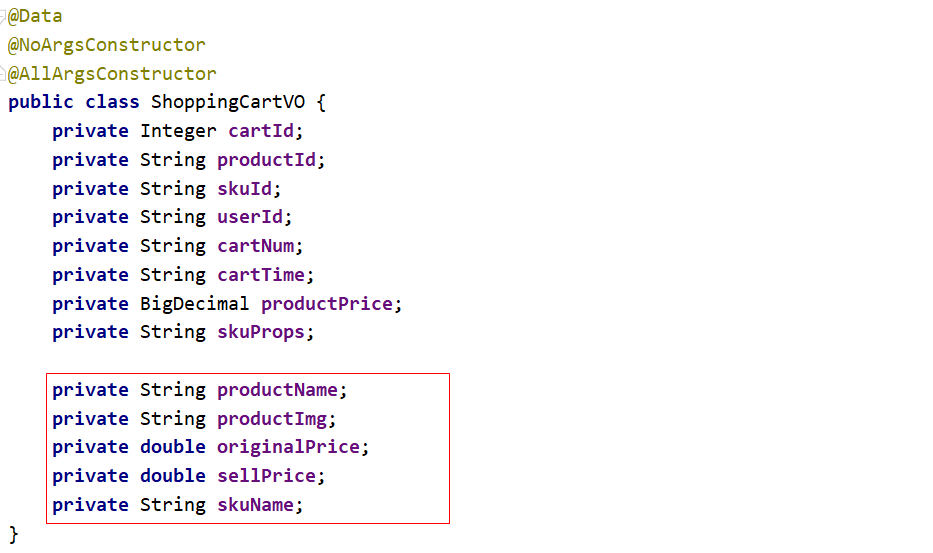 @Data
@NoArgsConstructor
@AllArgsConstructor
public class ShoppingCartVO {
    private Integer cartId;
    private String productId;
    private String skuId;
    private String userId;
    private String cartNum;
    private String cartTime;
    private BigDecimal productPrice;
    private String skuProps;

    private String productName;
    private String productImg;
    private double originalPrice;
    private double sellPrice;
    private String skuName;
}